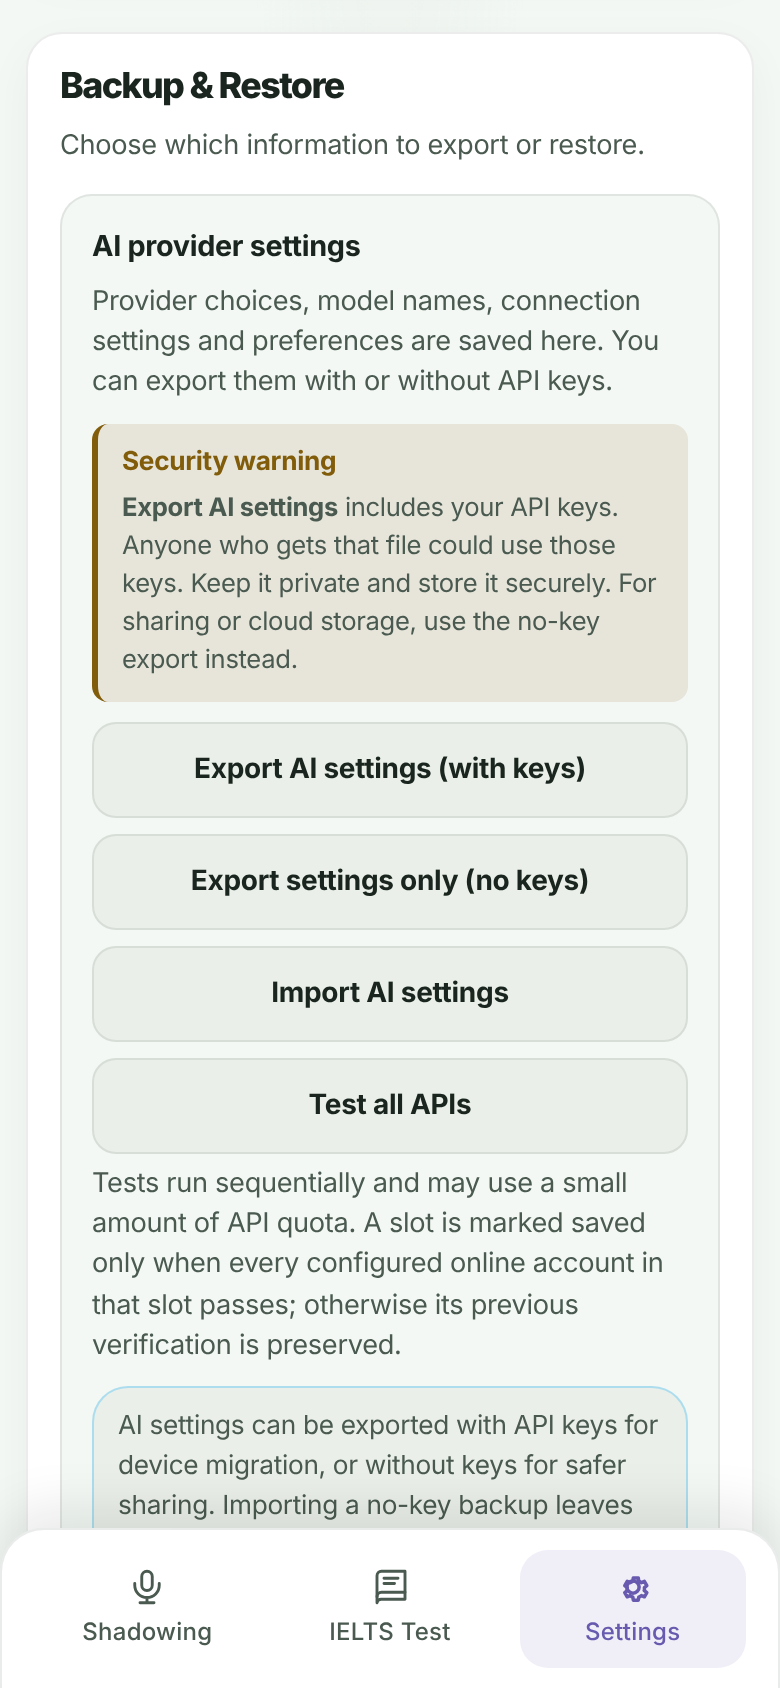 Backup & Restore
Choose which information to export or restore.
AI provider settings
Provider choices, model names, connection
settings and preferences are saved here. You
can export them with or without API keys.
Security warning
Export AI settings includes your API keys.
Anyone who gets that file could use those
keys. Keep it private and store it securely. For
sharing or cloud storage, use the no-key
export instead.
Export AI settings (with keys)
Export settings only (no keys)
Import AI settings
Test all APIs
Tests run sequentially and may use a small
amount of API quota. A slot is marked saved
only when every configured online account in
that slot passes; otherwise its previous
verification is preserved.
AI settings can be exported with API keys for
device migration, or without keys for safer
sharing. Importing a no-key backup leaves
Shadowing
IELTS Test
Settings